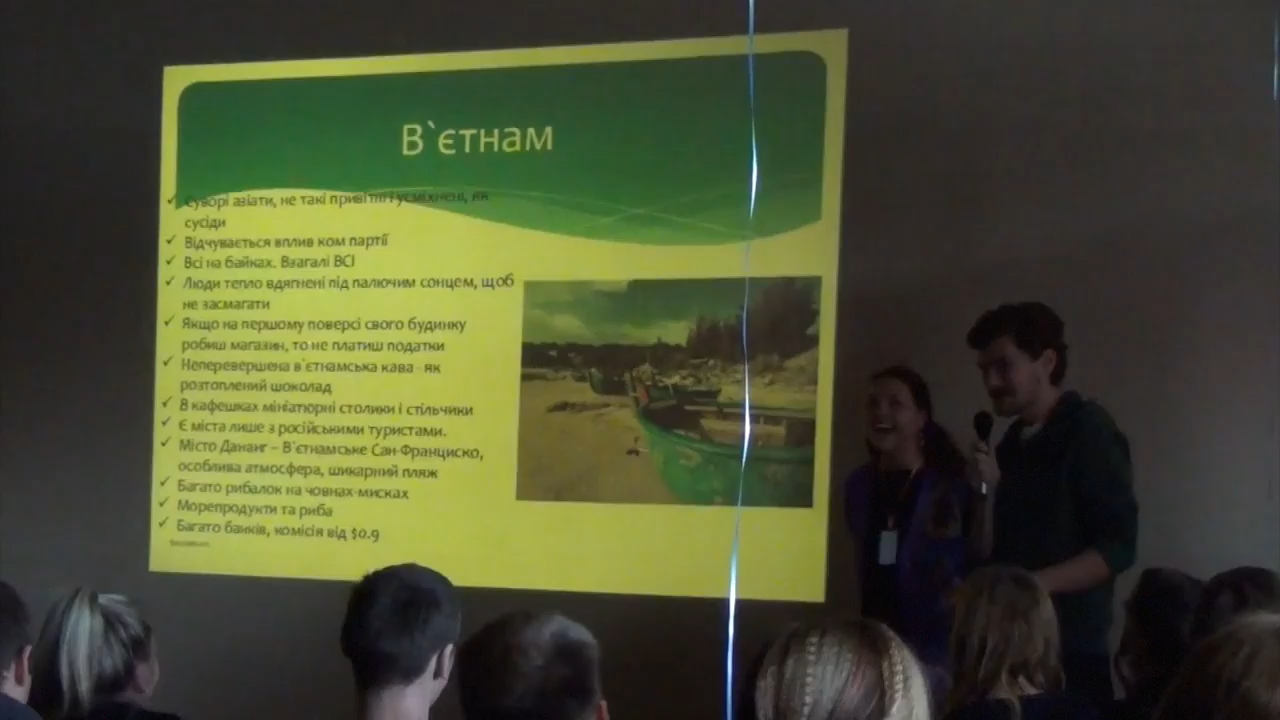 В`єтнам
Суворі азіати, не такі привітні і усміхнені, як
сусіди
Відчувається вплив ком партії
Всі на байках. Взагалі ВСІ
Люди тепло вдягнені під палючим сонцем, щоб
не засмагати
Якщо на першому поверсі свого будинку
робиш магазин, то не платиш податки
Неперевершена в`єтнамська кава - як
розтоплений шоколад
В кафешках мініатюрні столики і стільчики
Є міста лише з російськими туристами.
Місто Дананг – В`єтнамське Сан-Франциско,
особлива атмосфера, шикарний пляж
Багато рибалок на човнах-мисках
Морепродукти та риба
Багато банків, комісія від $0.9